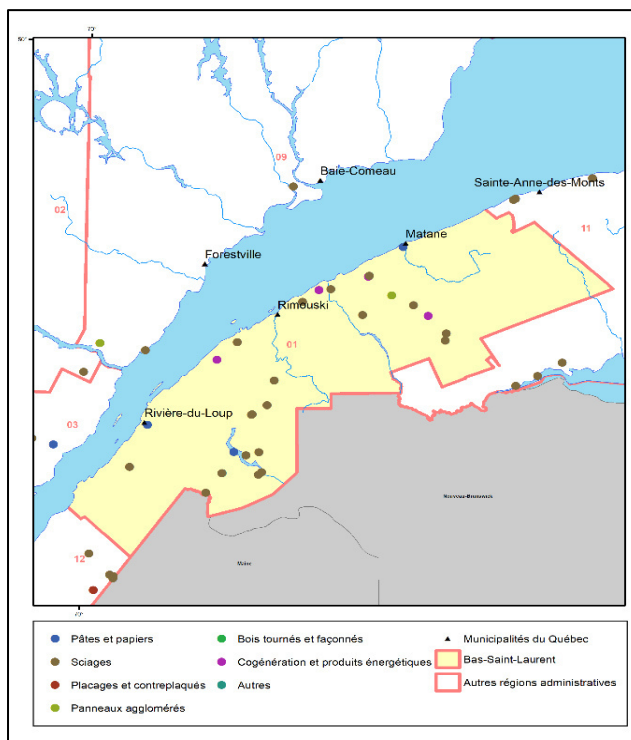 70°
50°
09
Baie-Comeau
Sainte-Anne-des-Monts
02
11
Matane
Forestville
Rimouski
01
03
Rivière-du-Loup
Nouveau-Brunswick
Maine
12
70°
Pâtes et papiers
Bois tournés et façonnés
Municipalités du Québec
Sciages
Cogénération et produits énergétiques
Bas-Saint-Laurent
Placages et contreplaqués
Autres
Autres régions administratives
Panneaux agglomérés